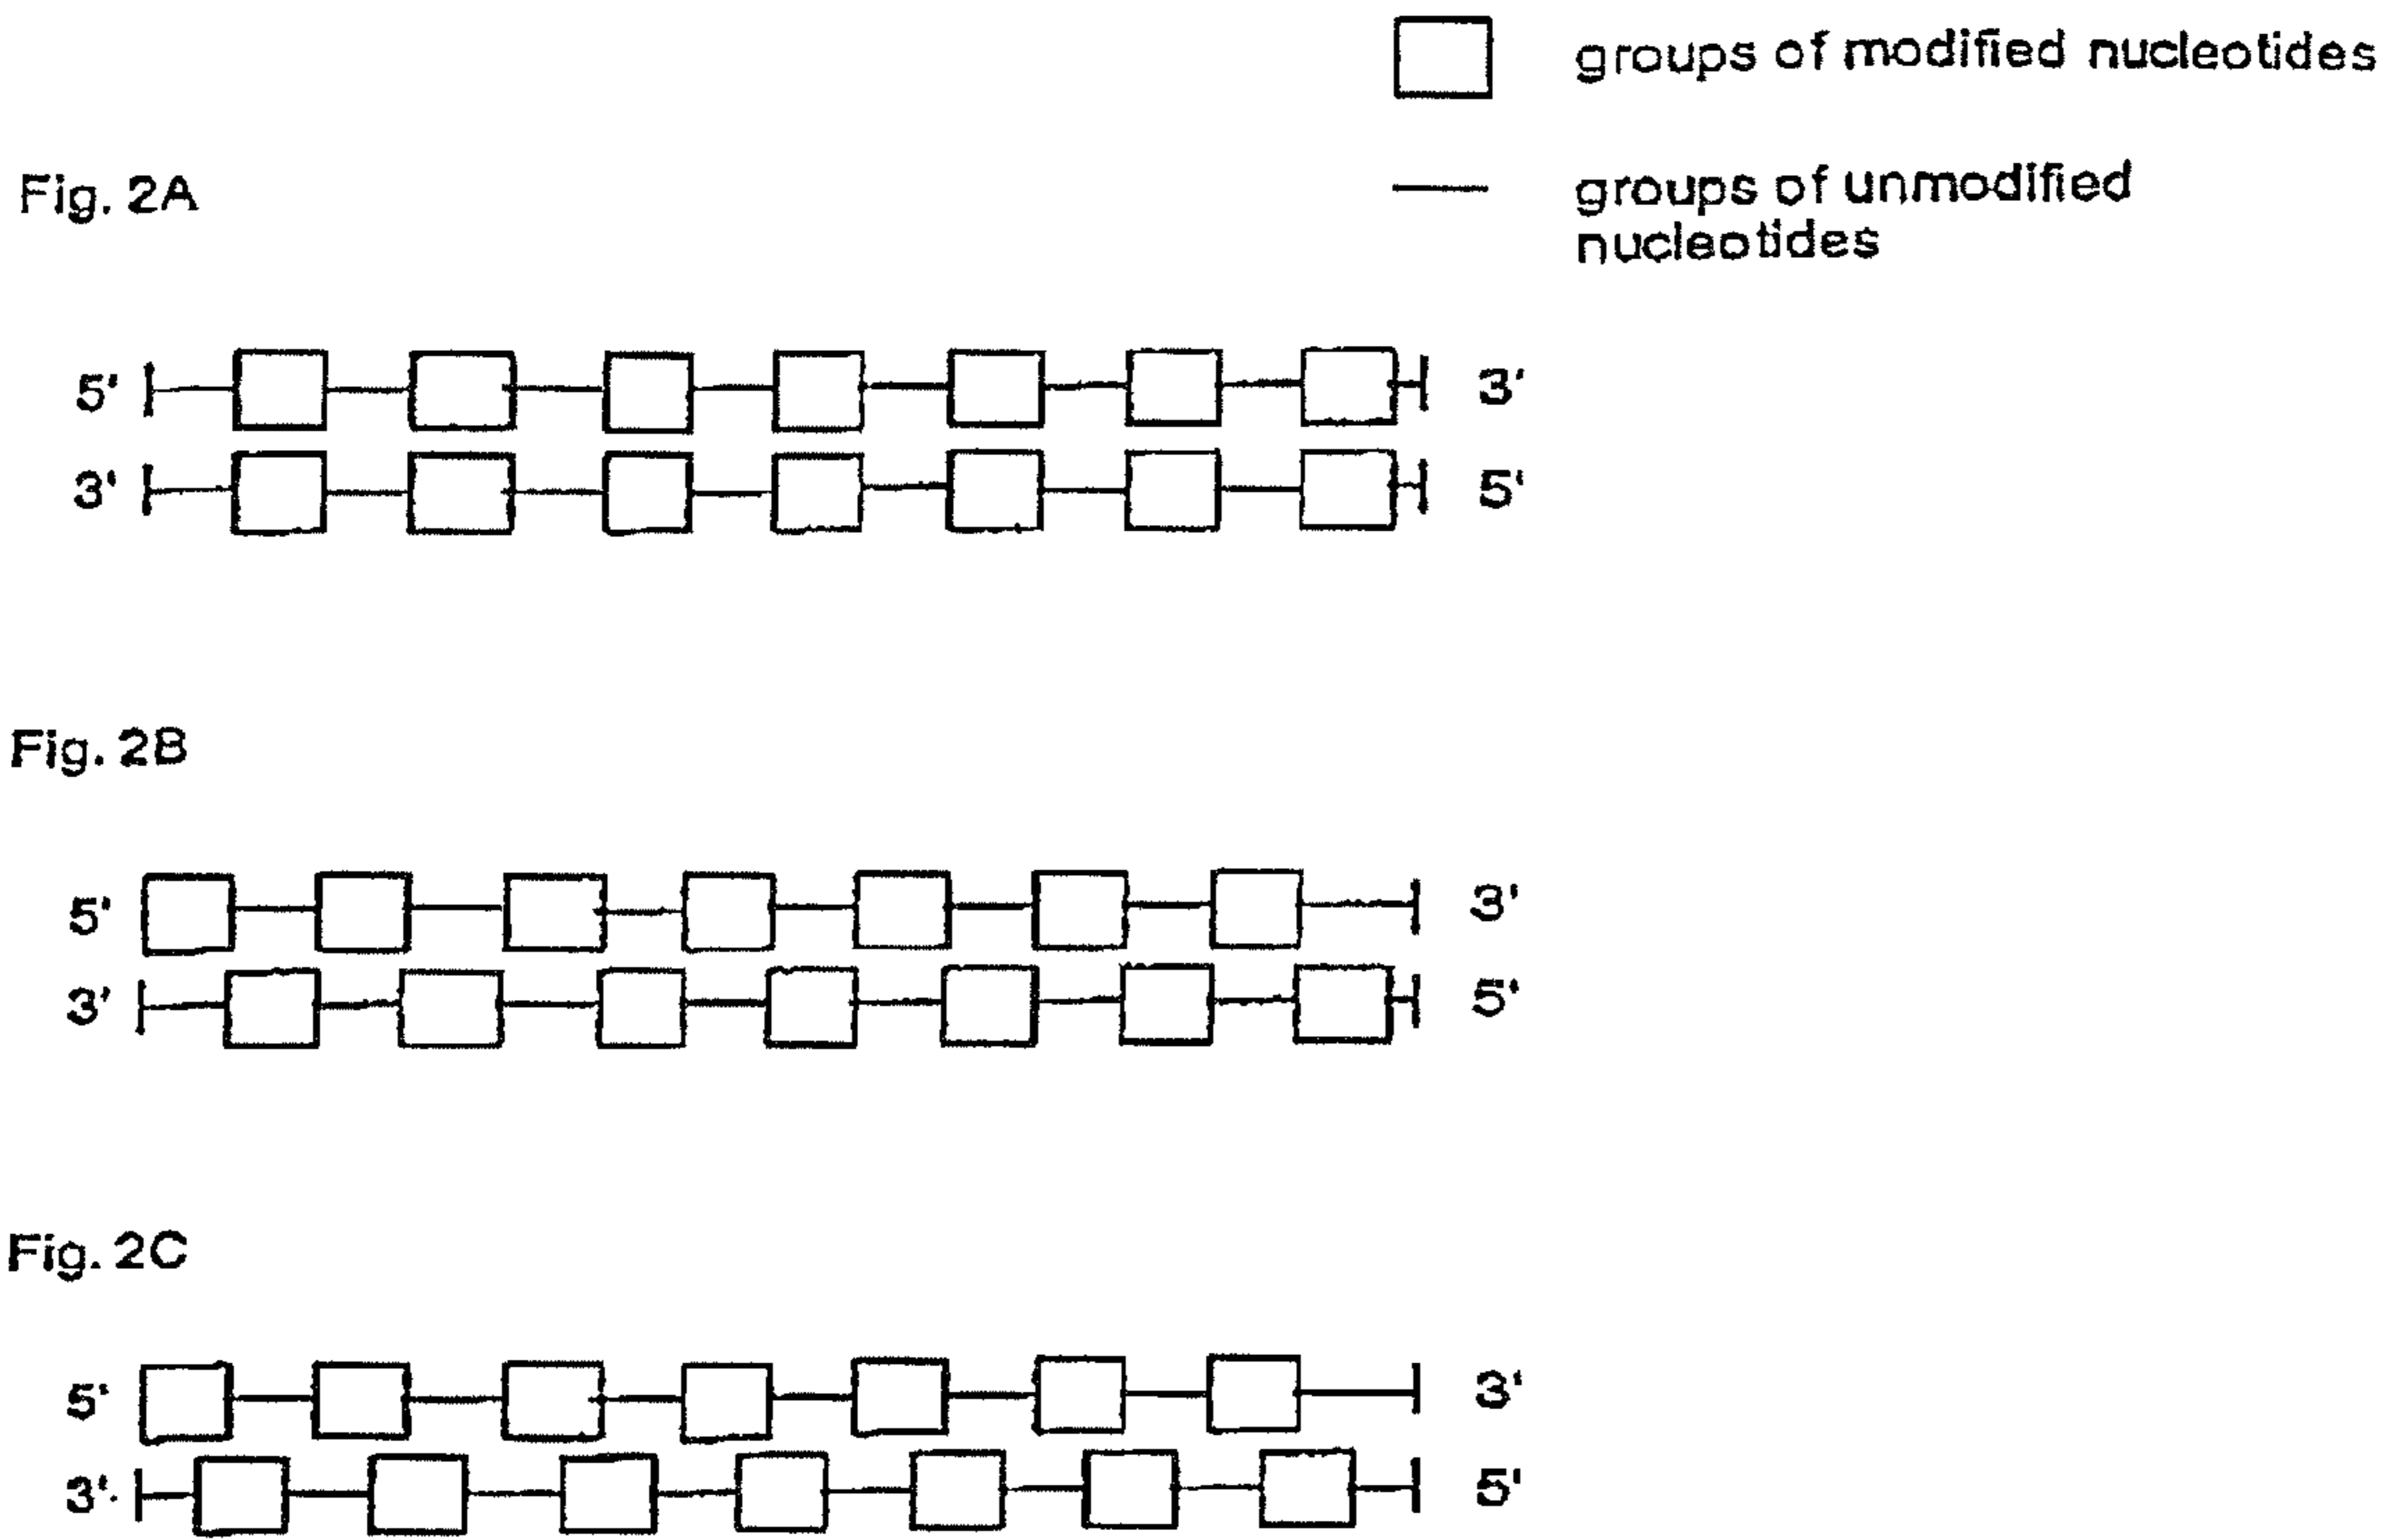 groups of modified nucleotides
Fig. 2A
groups of unmodified
nucleotides
5' 3'
3' 5'
Fig. 2B
5' 3'
3' 5'
Fig. 2C
5' 3'
3' 5'